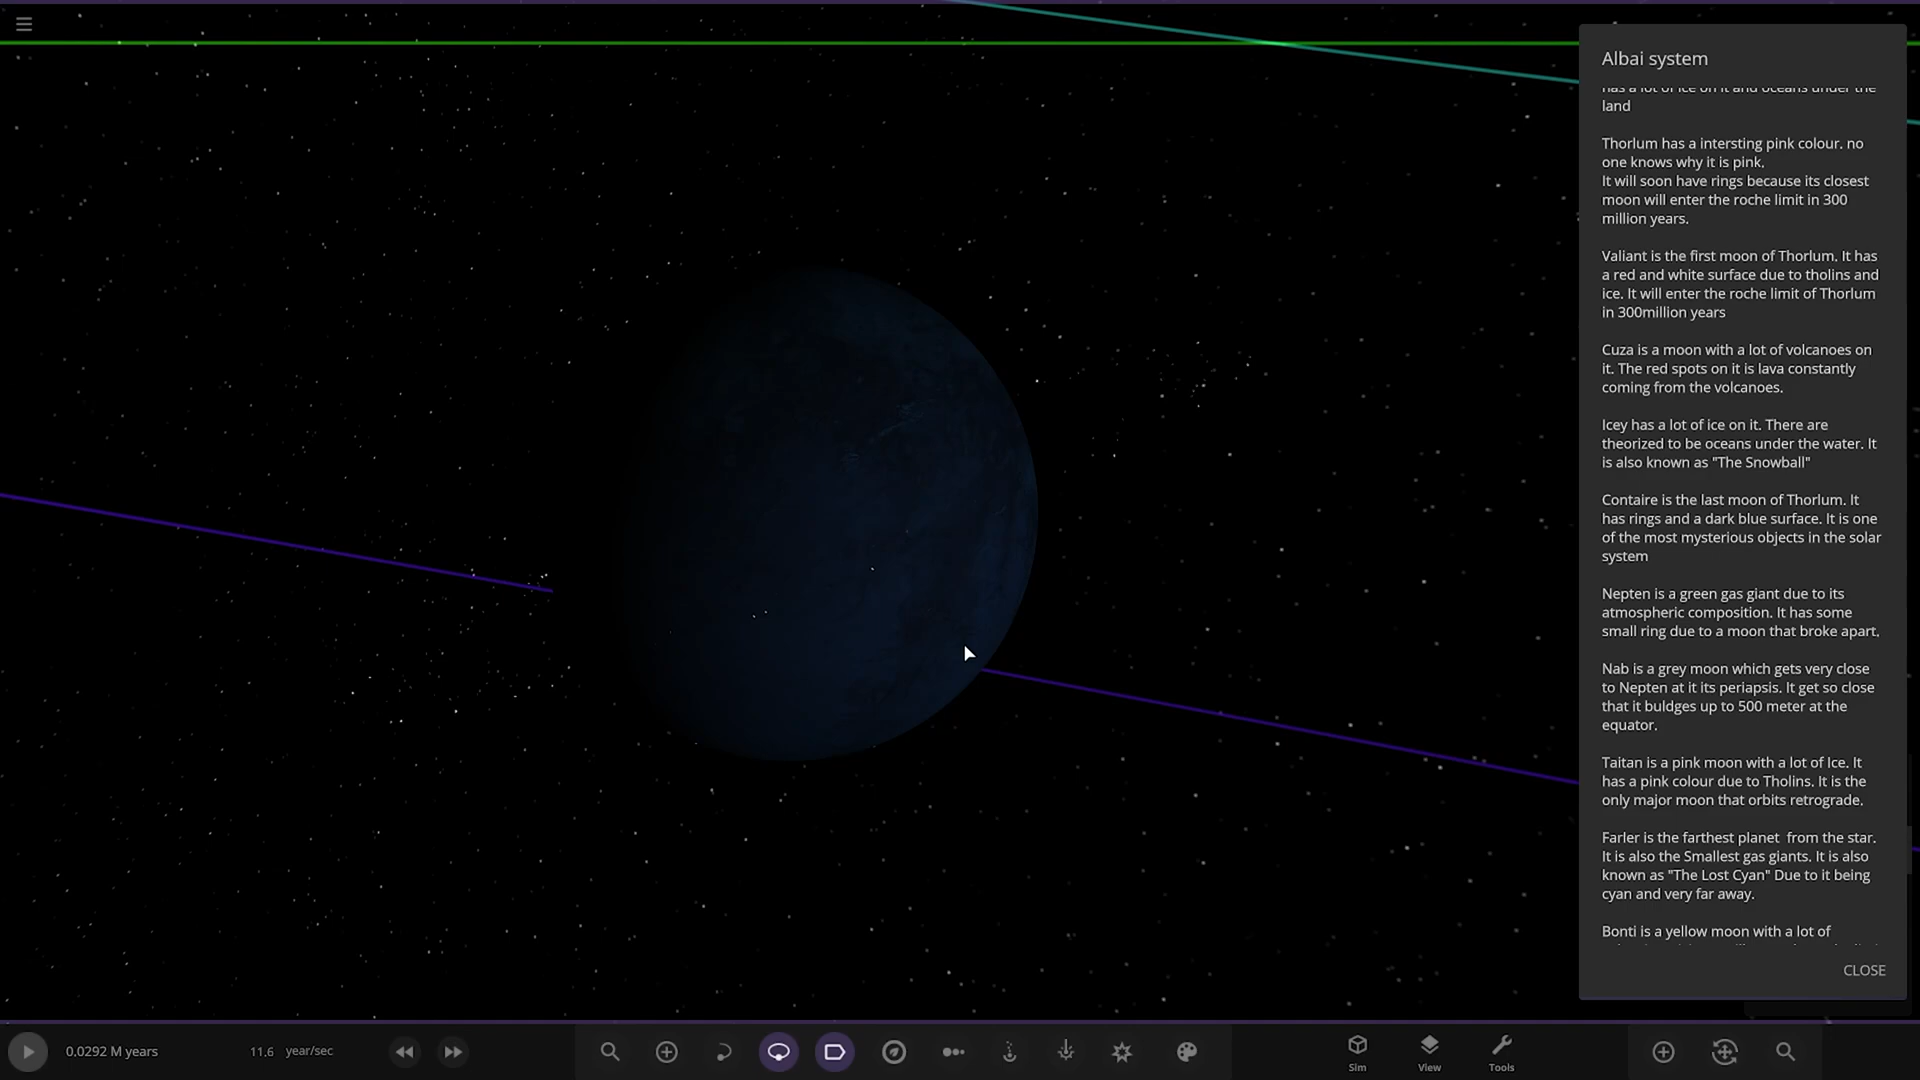 Albai system
has a lot of ice on it and oceans under the
land
Thorlum has a intersting pink colour. no
one knows why it is pink.
It will soon have rings because its closest
moon will enter the roche limit in 300
million years.
Valiant is the first moon of Thorlum. It has
a red and white surface due to tholins and
ice. It will enter the roche limit of Thorlum
in 300million years
Cuza is a moon with a lot of volcanoes on
it. The red spots on it is lava constantly
coming from the volcanoes.
Icey has a lot of ice on it. There are
theorized to be oceans under the water. It
is also known as "The Snowball"
Contaire is the last moon of Thorlum. It
has rings and a dark blue surface. It is one
of the most mysterious objects in the solar
system
Nepten is a green gas giant due to its
atmospheric composition. It has some
small ring due to a moon that broke apart.
Nab is a grey moon which gets very close
to Nepten at it its periapsis. It get so close
that it buldges up to 500 meter at the
equator.
Taitan is a pink moon with a lot of Ice. It
has a pink colour due to Tholins. It is the
only major moon that orbits retrograde.
Farler is the farthest planet  from the star.
It is also the Smallest gas giants. It is also
known as "The Lost Cyan" Due to it being
cyan and very far away.
Bonti is a yellow moon with a lot of
CLOSE
0.0292 M years
11.6 year/sec
Sim
View
Tools